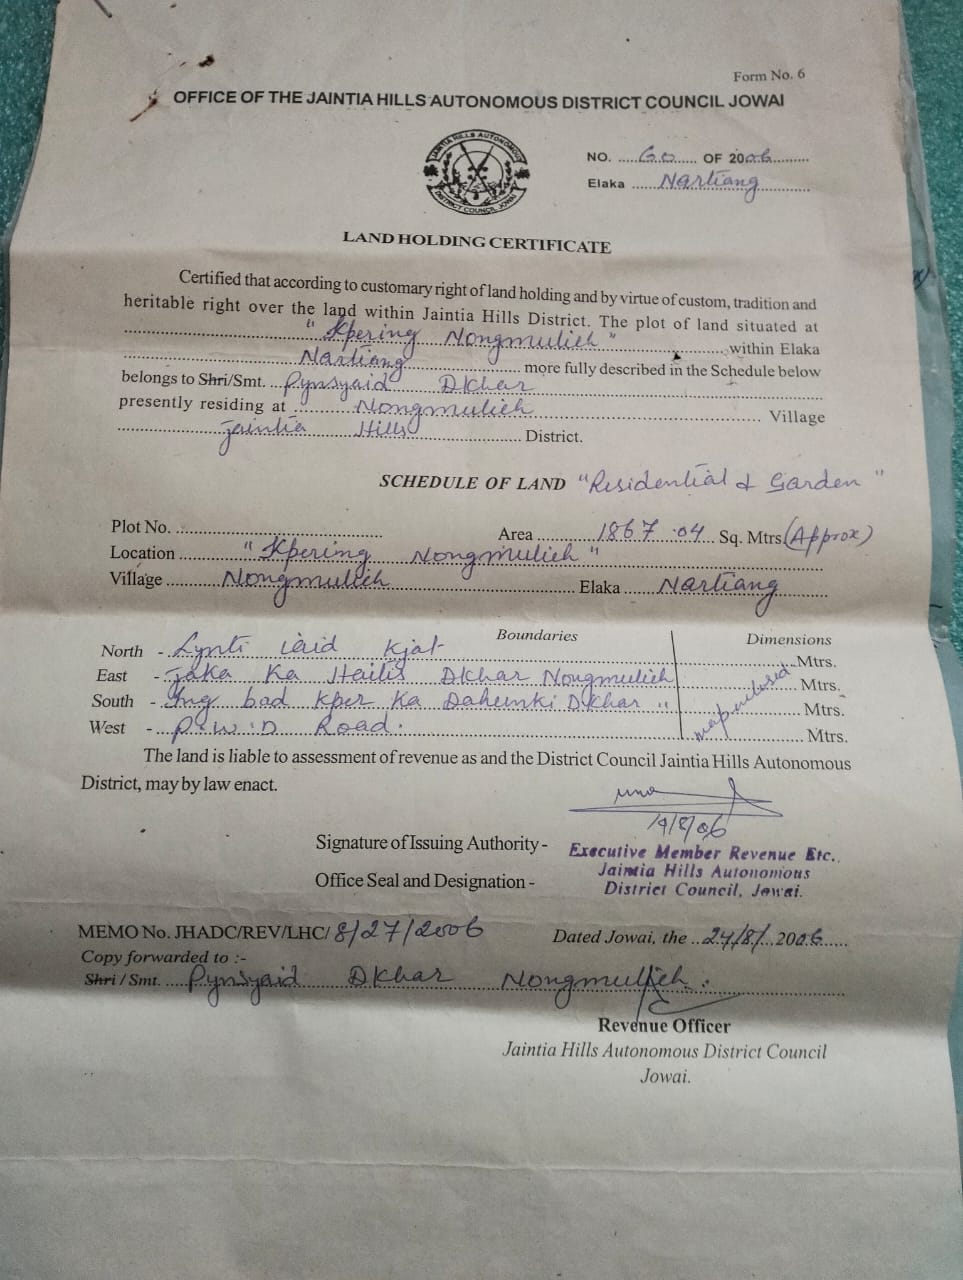 Form No. 6
OFFICE OF THE JAINTIA HILLS AUTONOMOUS DISTRICT COUNCIL JOWAI
JAINTIA HILLS AUTONOMOUS
DISTRICT COUNCIL JOWAI
NO. ..... 60 ..... OF 2006
Elaka ..... Nartiang
LAND HOLDING CERTIFICATE
Certified that according to customary right of land holding and by virtue of custom, tradition and
heritable right over the land within Jaintia Hills District. The plot of land situated at
"Kpering Nongmulieh" within Elaka
Nartiang more fully described in the Schedule below
belongs to Shri/Smt. Pynsyaid Dkhar
presently residing at Nongmulieh Village
Jaintia Hills District.
SCHEDULE OF LAND "Residential & Garden"
Plot No. ..... Area 1867.04 Sq. Mtrs. (Approx)
Location "Kpering Nongmulieh"
Village Nongmulieh Elaka Nartiang
Boundaries Dimensions
North - Lynti iaid kjat Mtrs.
East - Jaka Ka Hailis Dkhar Nongmulieh Mtrs.
South - Ing bad kper Ka Dahunki Dkhar " Mtrs.
West - P.W.D Road. Mtrs.
The land is liable to assessment of revenue as and the District Council Jaintia Hills Autonomous
District, may by law enact.
19/8/06
Signature of Issuing Authority -
Executive Member Revenue Etc.
Jaintia Hills Autonomous
Office Seal and Designation -
District Council, Jowai.
MEMO No. JHADC/REV/LHC/ 8/27/2006 Dated Jowai, the 24/8/ 2006
Copy forwarded to :-
Shri / Smt. Pynsyaid Dkhar Nongmulieh.
Revenue Officer
Jaintia Hills Autonomous District Council
Jowai.